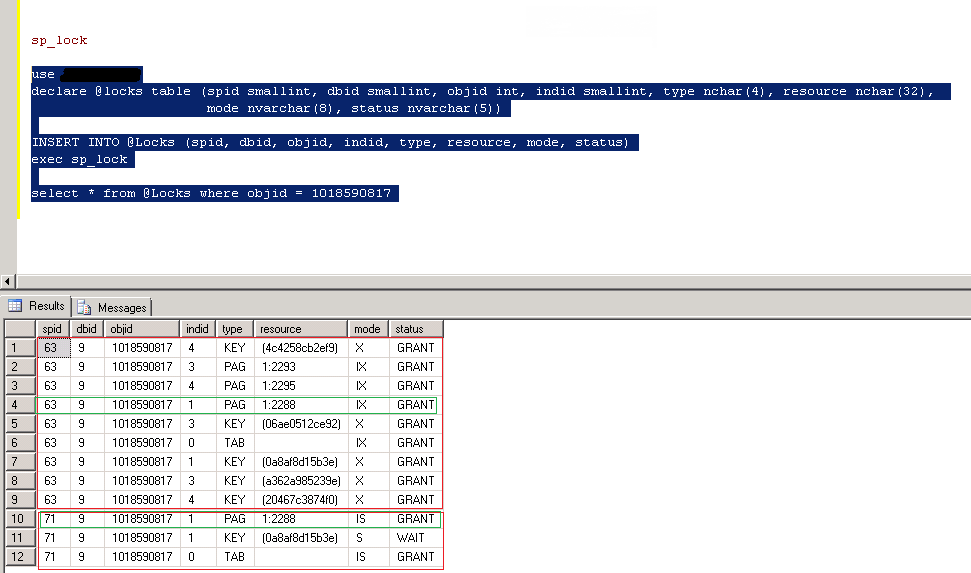 sp_lock
use
declare @locks table (spid smallint, dbid smallint, objid int, indid smallint, type nchar(4), resource nchar(32),
mode nvarchar(8), status nvarchar(5))
INSERT INTO @Locks (spid, dbid, objid, indid, type, resource, mode, status)
exec sp_lock
select * from @Locks where objid = 1018590817
Results Messages
spid dbid objid indid type resource mode status
1 63 9 1018590817 4 KEY (4c4258cb2ef9) X GRANT
2 63 9 1018590817 3 PAG 1:2293 IX GRANT
3 63 9 1018590817 4 PAG 1:2295 IX GRANT
4 63 9 1018590817 1 PAG 1:2288 IX GRANT
5 63 9 1018590817 3 KEY (06ae0512ce92) X GRANT
6 63 9 1018590817 0 TAB IX GRANT
7 63 9 1018590817 1 KEY (0a8af8d15b3e) X GRANT
8 63 9 1018590817 3 KEY (a362a985239e) X GRANT
9 63 9 1018590817 4 KEY (20467c3874f0) X GRANT
10 71 9 1018590817 1 PAG 1:2288 IS GRANT
11 71 9 1018590817 1 KEY (0a8af8d15b3e) S WAIT
12 71 9 1018590817 0 TAB IS GRANT